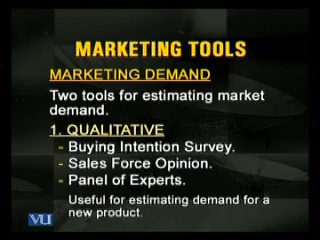 MARKETING TOOLS
MARKETING DEMAND
Two tools for estimating market
demand.
1. QUALITATIVE
- Buying Intention Survey.
- Sales Force Opinion.
- Panel of Experts.
Useful for estimating demand for a
new product.
VU